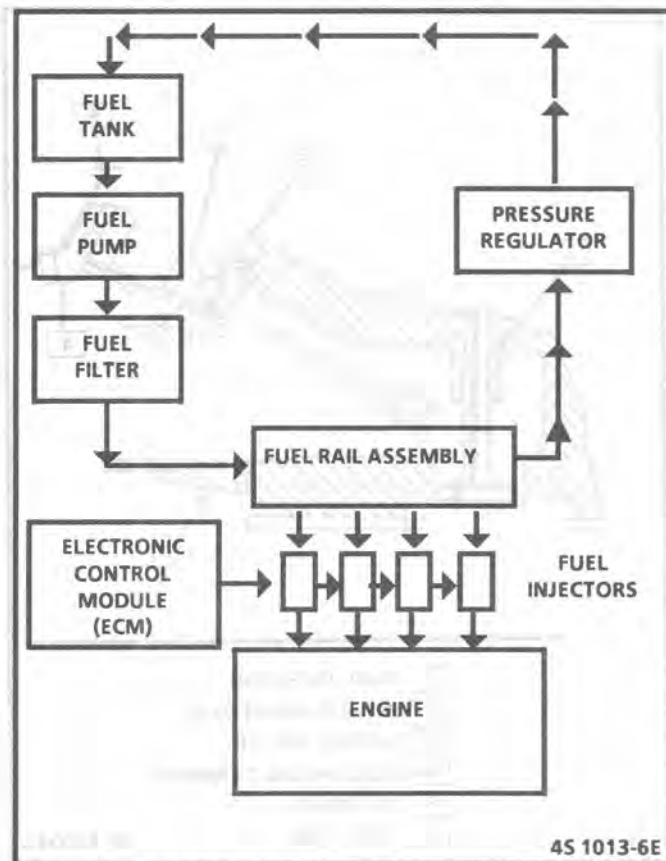 FUEL
TANK
FUEL
PUMP
PRESSURE
REGULATOR
FUEL
FILTER
FUEL RAIL ASSEMBLY
ELECTRONIC
CONTROL
MODULE
(ECM)
FUEL
INJECTORS
ENGINE
4S 1013-6E